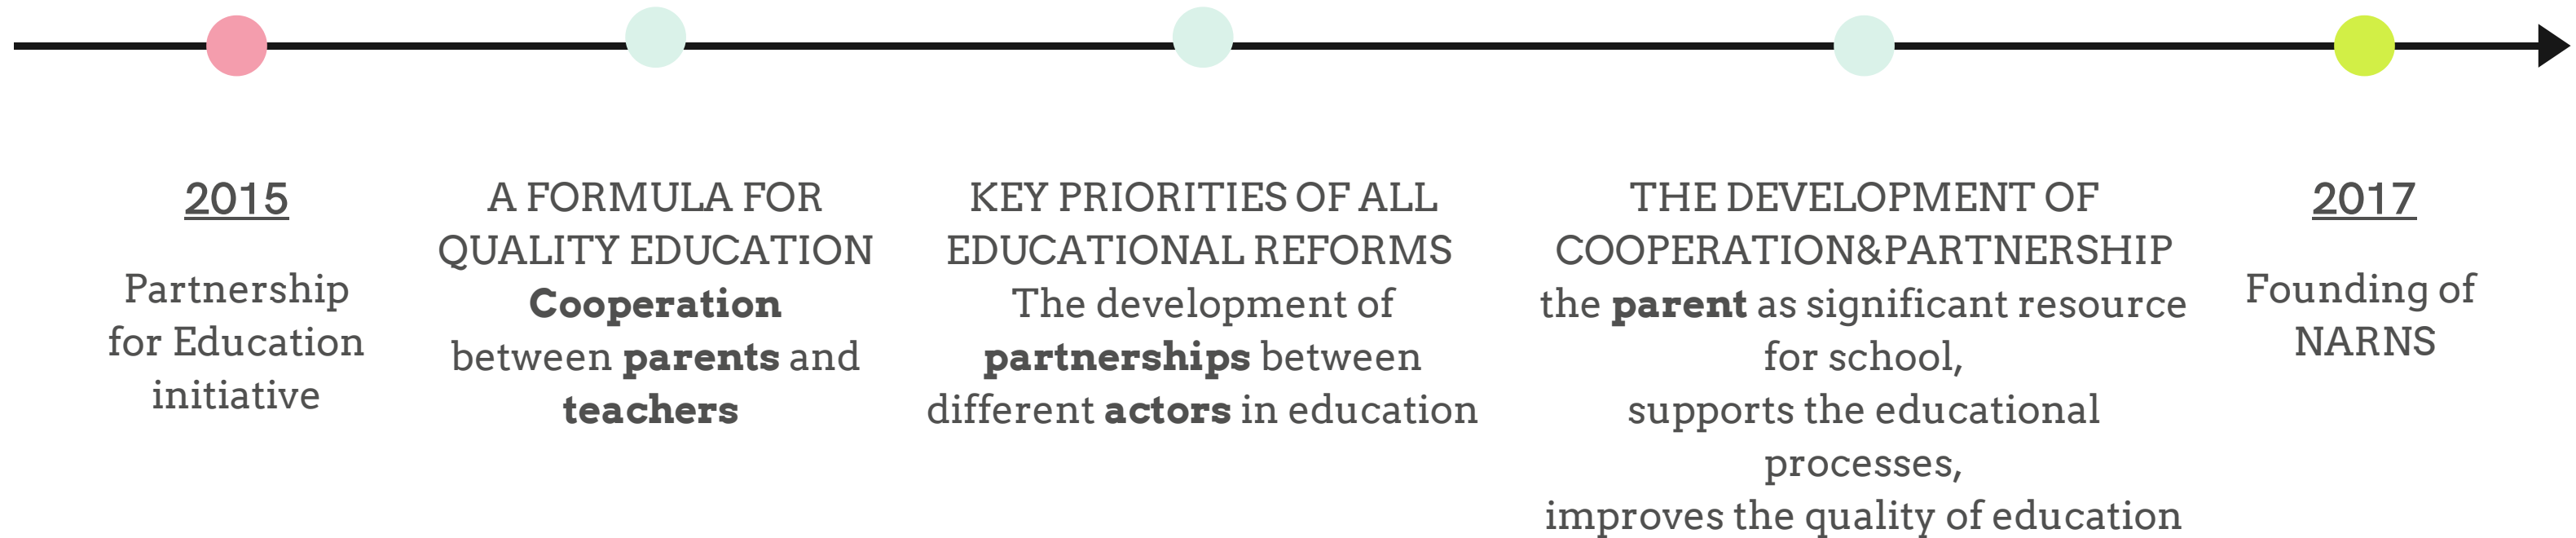 2015
Partnership
for Education
initiative
A FORMULA FOR
QUALITY EDUCATION
Cooperation
between parents and
teachers
KEY PRIORITIES OF ALL
EDUCATIONAL REFORMS
The development of
partnerships between
different actors in education
THE DEVELOPMENT OF
COOPERATION&PARTNERSHIP
the parent as significant resource
for school,
supports the educational
processes,
improves the quality of education
2017
Founding of
NARNS